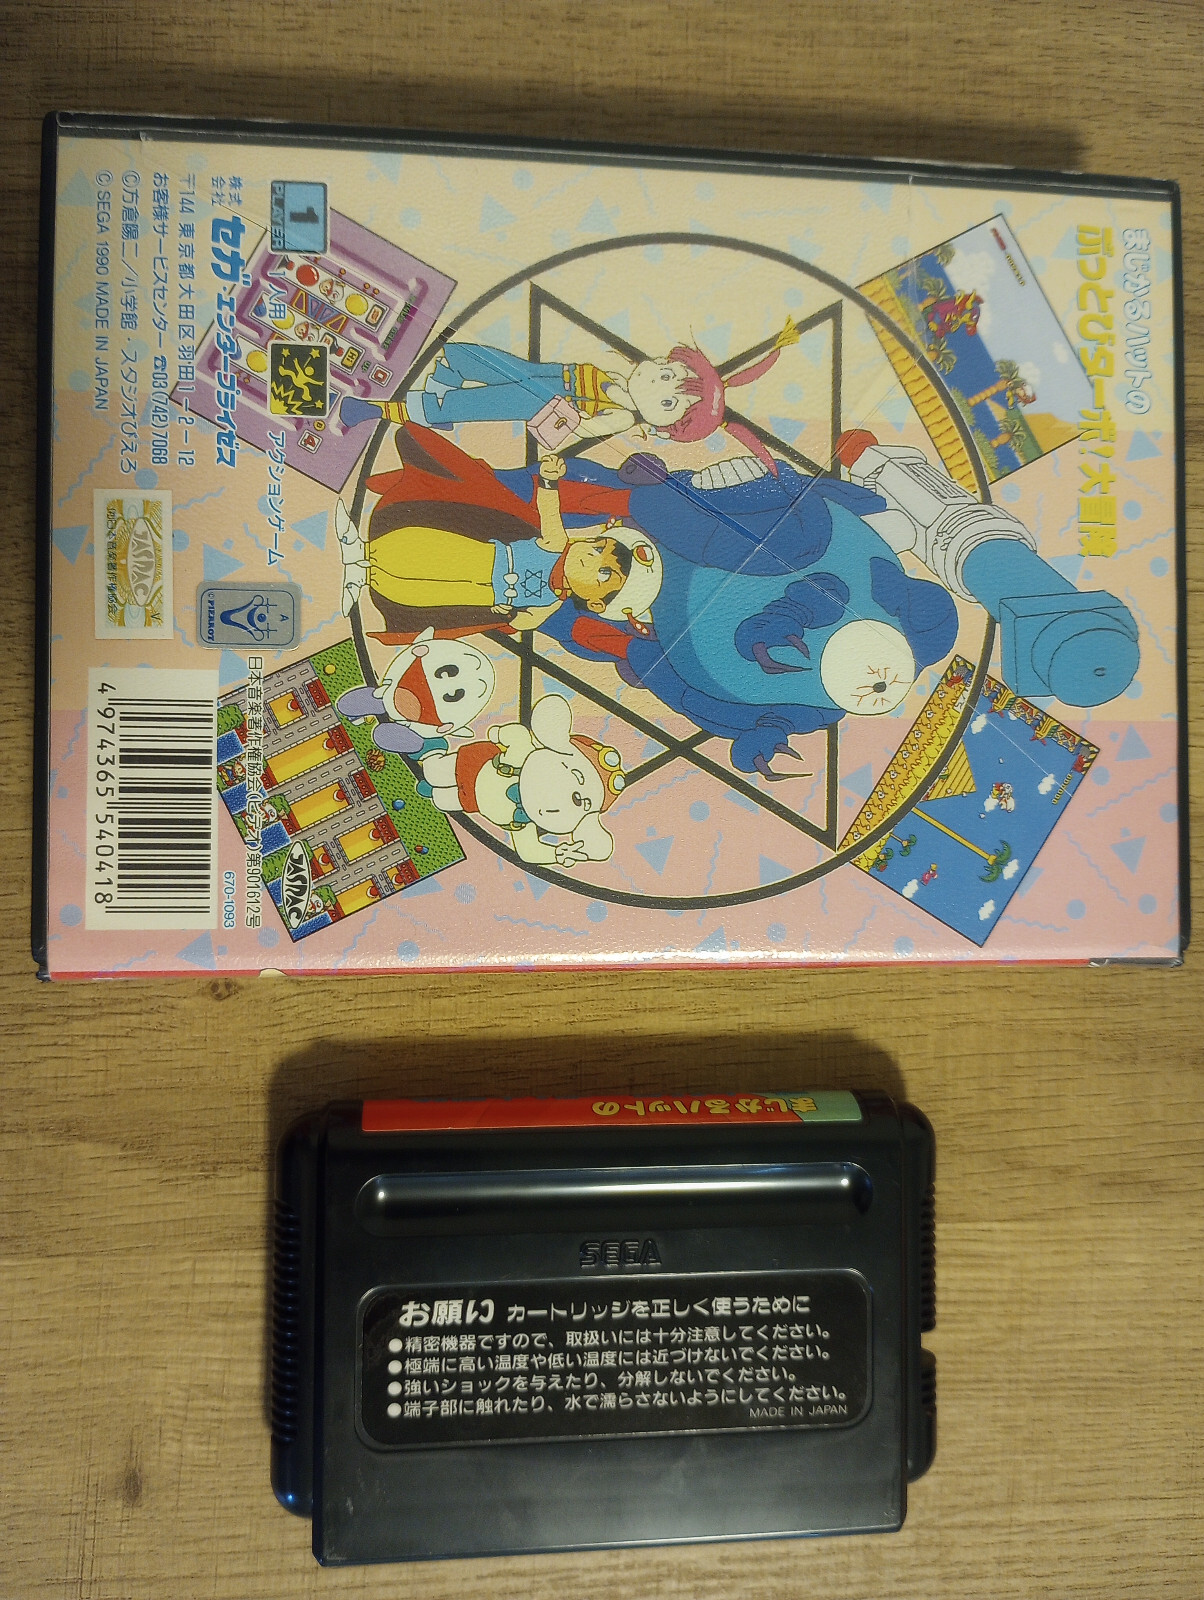 まじかるハットの
ぶっとびターボ!大冒険
1
PLAYER
1人用
アクションゲーム
株式会社 セガ・エンタープライゼス
〒144 東京都大田区羽田1-2-12
お客様サービスセンター ☎03(742)7068
©万倉陽二/小学館・スタジオぴえろ
© SEGA 1990 MADE IN JAPAN
JASRAC
© PIERROT
日本音楽著作権協会(ビデオ)第901612号
JASRAC
670-1093
4 974365 540418
まじかるハットの
SEGA
お願い カートリッジを正しく使うために
●精密機器ですので、取扱いには十分注意してください。
●極端に高い温度や低い温度には近づけないでください。
●強いショックを与えたり、分解しないでください。
●端子部に触れたり、水で濡らさないようにしてください。
MADE IN JAPAN